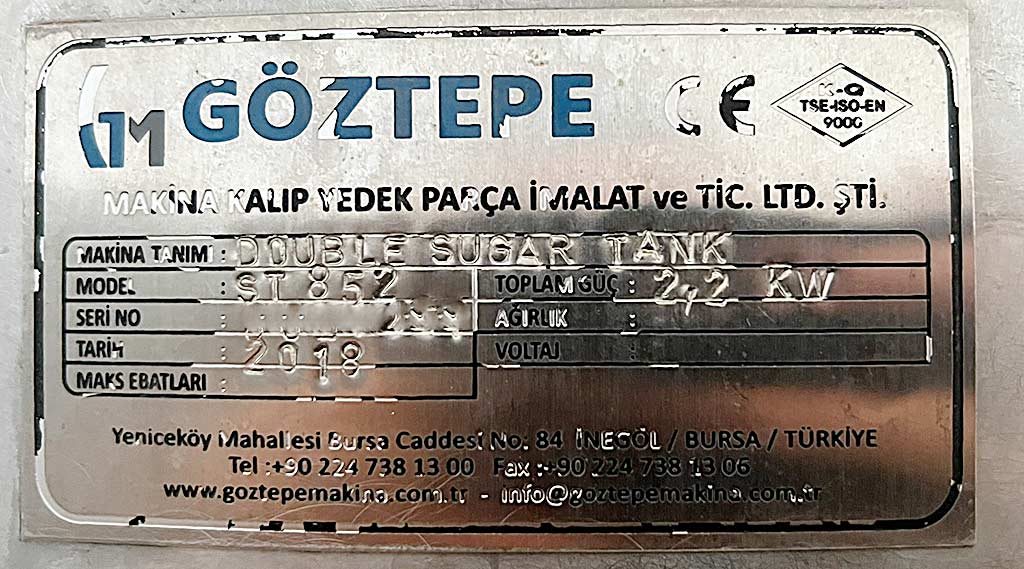 GM GÖZTEPE CE K-Q
TSE-ISO-EN
9000
MAKİNA KALIP YEDEK PARÇA İMALAT ve TİC. LTD. ŞTİ.
MAKİNA TANIMI : DOUBLE SUGAR TANK
MODEL : ST 852 TOPLAM GÜÇ : 2,2 KW
SERİ NO : AĞIRLIK :
TARİH : 2018 VOLTAJ :
MAKS EBATLARI :
Yeniceköy Mahallesi Bursa Caddesi No: 84 İNEGÖL / BURSA / TÜRKİYE
Tel :+90 224 738 13 00 Fax :+90 224 738 13 06
www.goztepemakina.com.tr - info@goztepemakina.com.tr